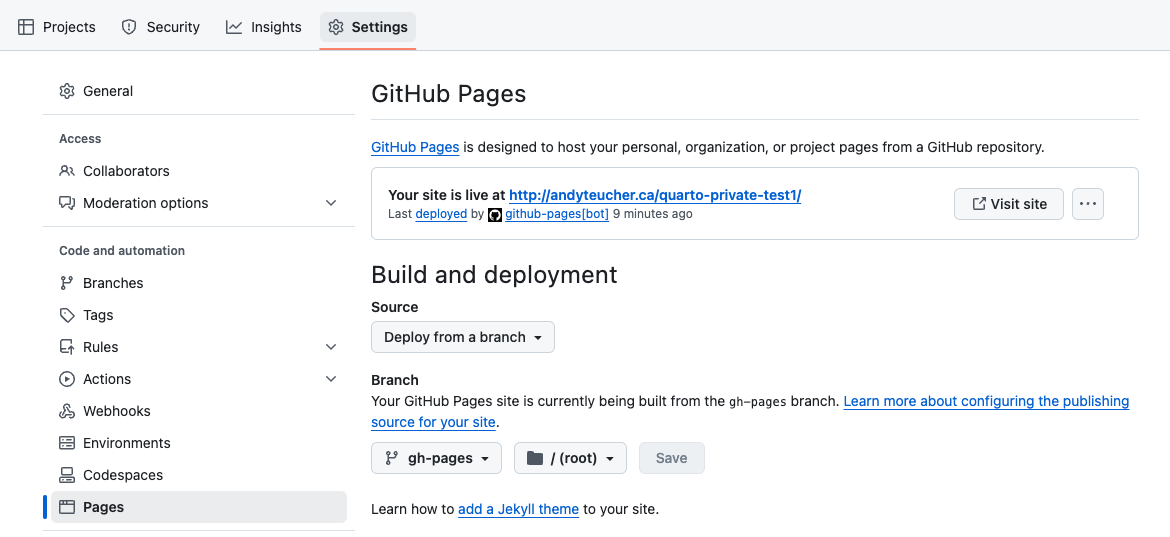 Projects Security Insights Settings
General
Access
Collaborators
Moderation options
Code and automation
Branches
Tags
Rules
Actions
Webhooks
Environments
Codespaces
Pages
GitHub Pages
GitHub Pages is designed to host your personal, organization, or project pages from a GitHub repository.
Your site is live at http://andyteucher.ca/quarto-private-test1/
Last deployed by github-pages[bot] 9 minutes ago
Visit site
Build and deployment
Source
Deploy from a branch
Branch
Your GitHub Pages site is currently being built from the gh-pages branch. Learn more about configuring the publishing
source for your site.
gh-pages / (root) Save
Learn how to add a Jekyll theme to your site.